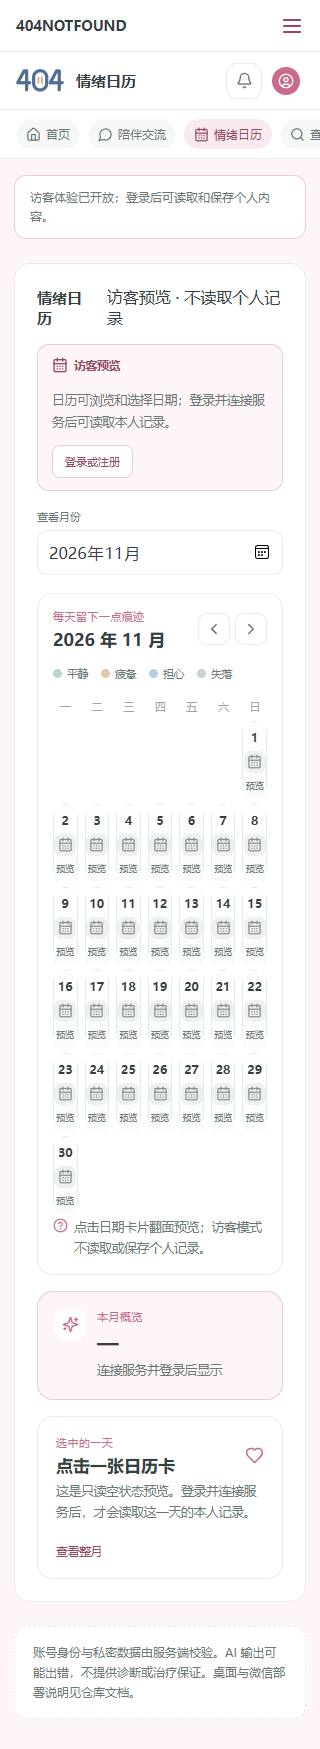 404NOTFOUND
404 情绪日历
首页 陪伴交流 情绪日历 查
访客体验已开放；登录后可读取和保存个人内
容。
情绪日 访客预览 · 不读取个人记
历 录
访客预览
日历可浏览和选择日期；登录并连接服
务后可读取本人记录。
登录或注册
查看月份
2026年11月
每天留下一点痕迹
2026 年 11 月
平静 疲惫 担心 失落
一 二 三 四 五 六 日
1
预览
2 3 4 5 6 7 8
预览 预览 预览 预览 预览 预览 预览
9 10 11 12 13 14 15
预览 预览 预览 预览 预览 预览 预览
16 17 18 19 20 21 22
预览 预览 预览 预览 预览 预览 预览
23 24 25 26 27 28 29
预览 预览 预览 预览 预览 预览 预览
30
预览
点击日期卡片翻面预览；访客模式
不读取或保存个人记录。
本月概览
—
连接服务并登录后显示
选中的一天
点击一张日历卡
这是只读空状态预览。登录并连接服
务后，才会读取这一天的本人记录。
查看整月
账号身份与私密数据由服务端校验。AI 输出可
能出错，不提供诊断或治疗保证。桌面与微信部
署说明见仓库文档。